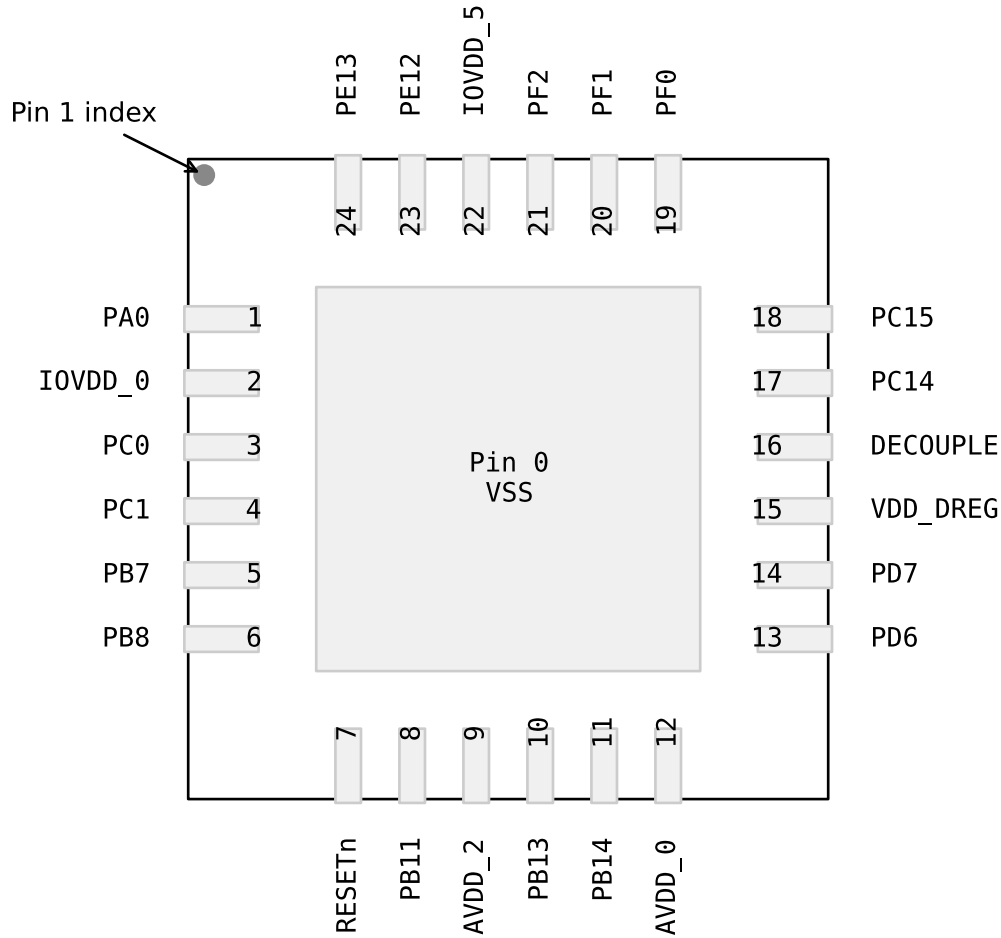 PE13
PE12
IOVDD_5
PF2
PF1
PF0
Pin 1 index
24
23
22
21
20
19
PA0 1
18 PC15
IOVDD_0 2
17 PC14
PC0 3
16 DECOUPLE
Pin 0
VSS
PC1 4
15 VDD_DREG
PB7 5
14 PD7
PB8 6
13 PD6
7
8
9
10
11
12
RESETn
PB11
AVDD_2
PB13
PB14
AVDD_0